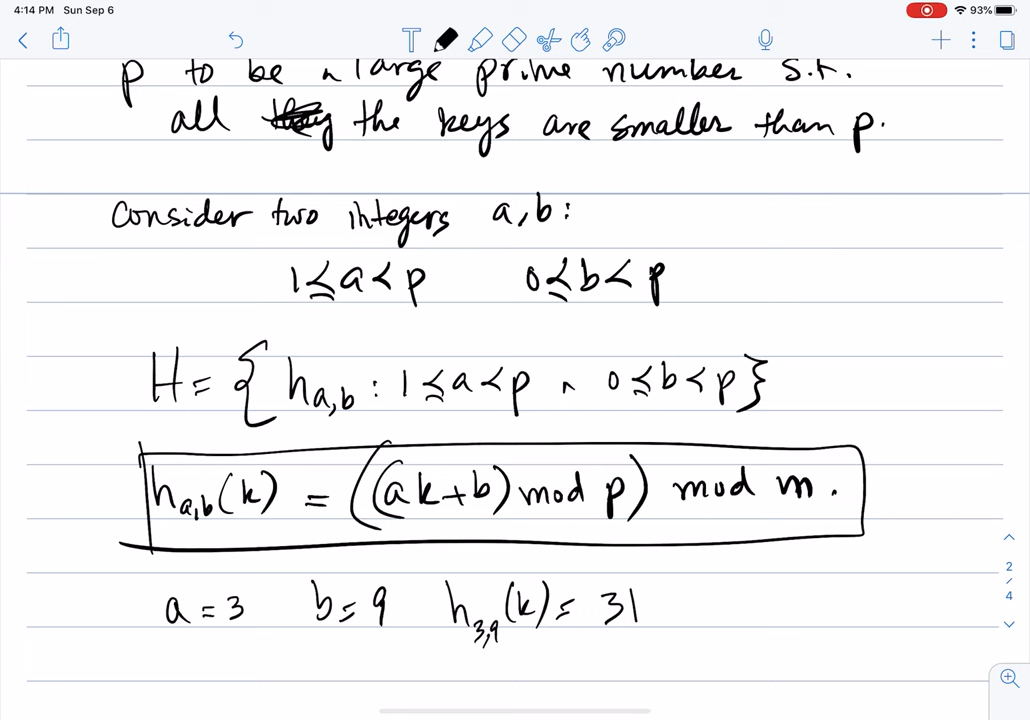 4:14 PM Sun Sep 6
93%
p to be a large prime number s.t.
all the keys are smaller than p.
Consider two integers a,b:
1≤a<p 0≤b<p
H = { h_{a,b} : 1≤a<p ∧ 0≤b<p}
h_{a,b}(k) = ((ak+b) mod p) mod m.
a = 3 b = 9 h_{3,9}(k) = 31
2
/
4